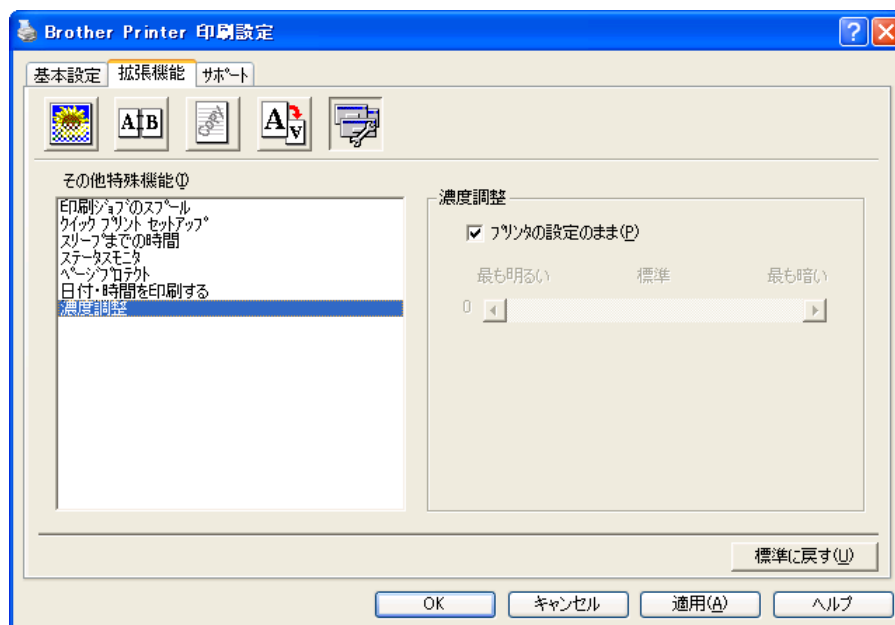 Brother Printer 印刷設定
基本設定 拡張機能 サポート
A B copy A A
その他特殊機能(I)
印刷ジョブのスプール
クイック プリント セットアップ
スリープまでの時間
ステータスモニタ
ページプロテクト
日付・時間を印刷する
濃度調整
濃度調整
プリンタの設定のまま(P)
最も明るい 標準 最も暗い
0
標準に戻す(U)
OK キャンセル 適用(A) ヘルプ